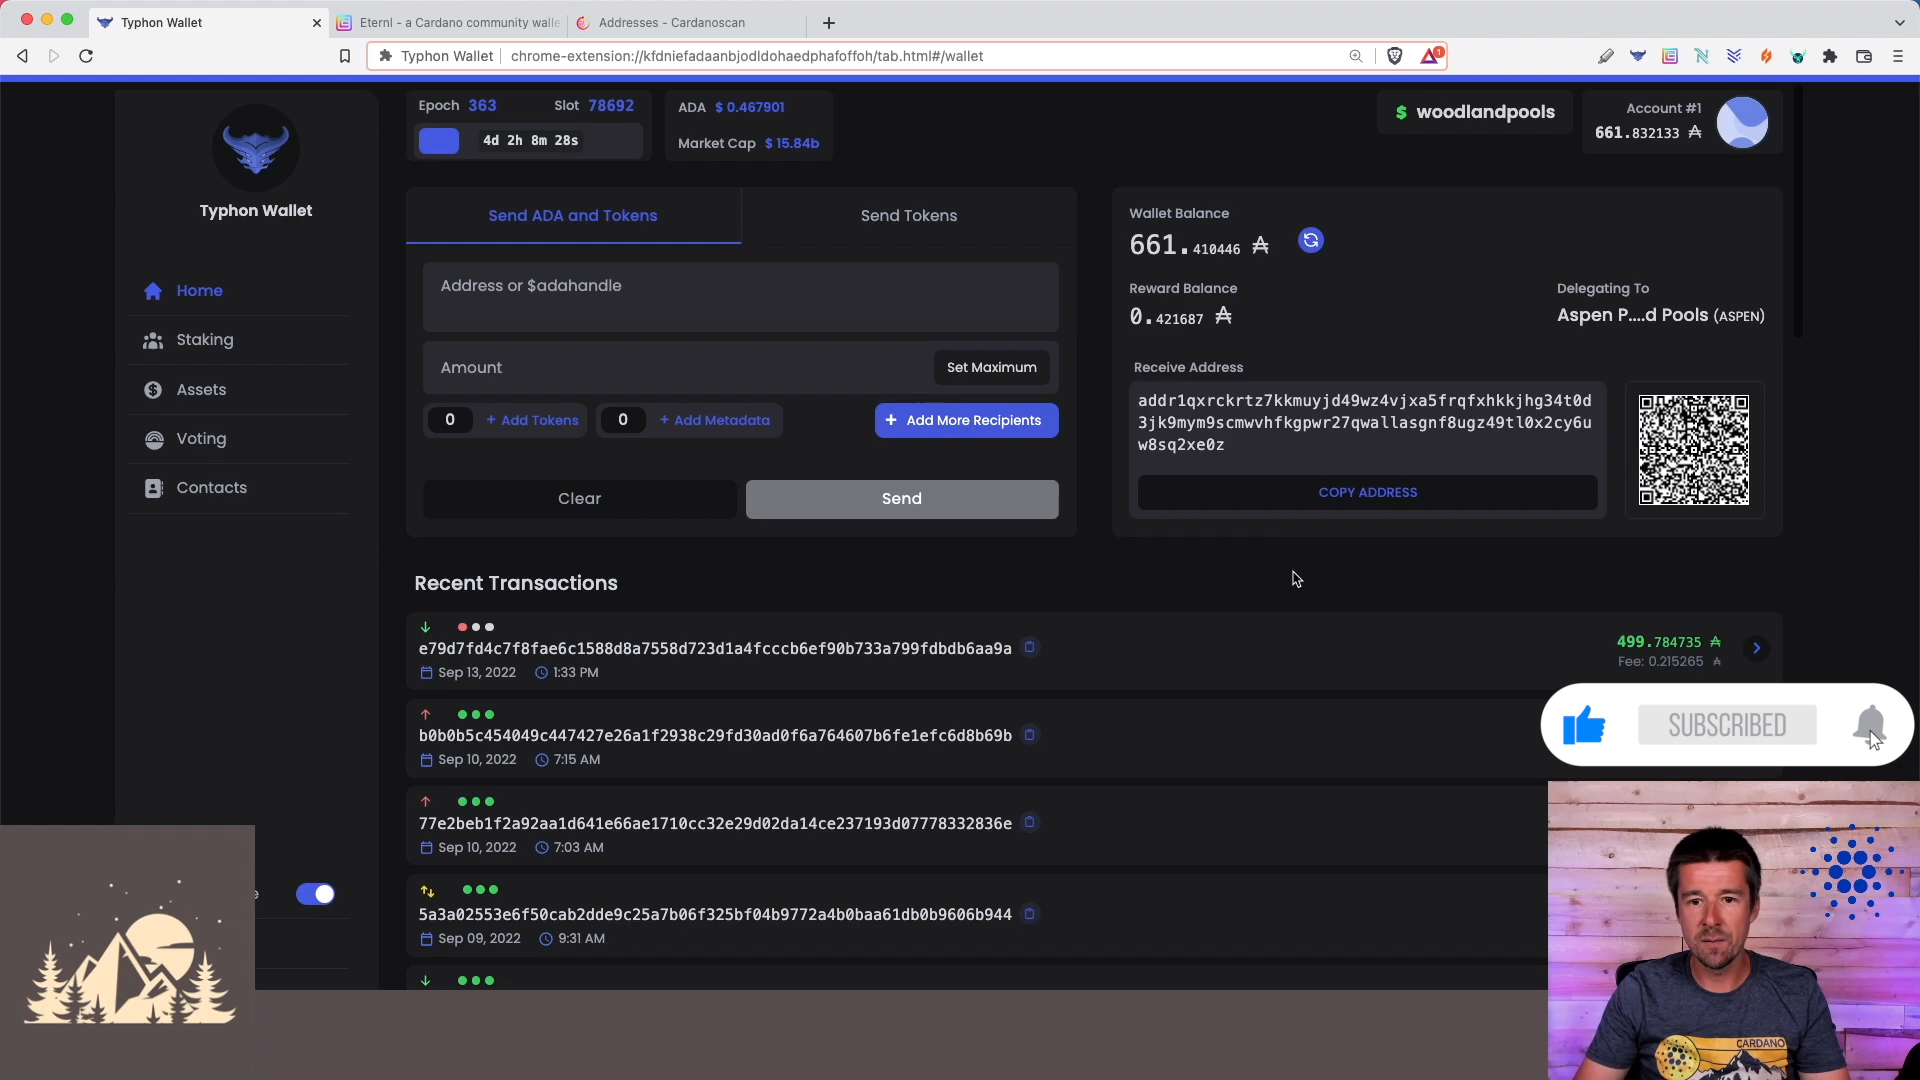 Typhon Wallet
Eternl - a Cardano community walle
Addresses - Cardanoscan
Typhon Wallet
chrome-extension://kfdniefadaanbjodldohaedphafoffoh/tab.html#/wallet
1
Typhon Wallet
Home
Staking
Assets
Voting
Contacts
e
Epoch 363 Slot 78692
4d 2h 8m 28s
ADA $ 0.467901
Market Cap $ 15.84b
$ woodlandpools
Account #1
661.832133 ₳
Send ADA and Tokens
Send Tokens
Address or $adahandle
Amount
Set Maximum
0 + Add Tokens
0 + Add Metadata
+ Add More Recipients
Clear
Send
Wallet Balance
661.410446 ₳
Reward Balance
0.421687 ₳
Delegating To
Aspen P....d Pools (ASPEN)
Receive Address
addr1qxrckrtz7kkmuyjd49wz4vjxa5frqfxhkkjhg34t0d
3jk9mym9scmwvhfkgpwr27qwallasgnf8ugz49tl0x2cy6u
w8sq2xe0z
COPY ADDRESS
Recent Transactions
e79d7fd4c7f8fae6c1588d8a7558d723d1a4fcccb6ef90b733a799fdbdb6aa9a
Sep 13, 2022 1:33 PM
499.784735 ₳
Fee: 0.215265 ₳
b0b0b5c454049c447427e26a1f2938c29fd30ad0f6a764607b6fe1efc6d8b69b
Sep 10, 2022 7:15 AM
77e2beb1f2a92aa1d641e66ae1710cc32e29d02da14ce237193d07778332836e
Sep 10, 2022 7:03 AM
5a3a02553e6f50cab2dde9c25a7b06f325bf04b9772a4b0baa61db0b9606b944
Sep 09, 2022 9:31 AM
SUBSCRIBED
CARDANO